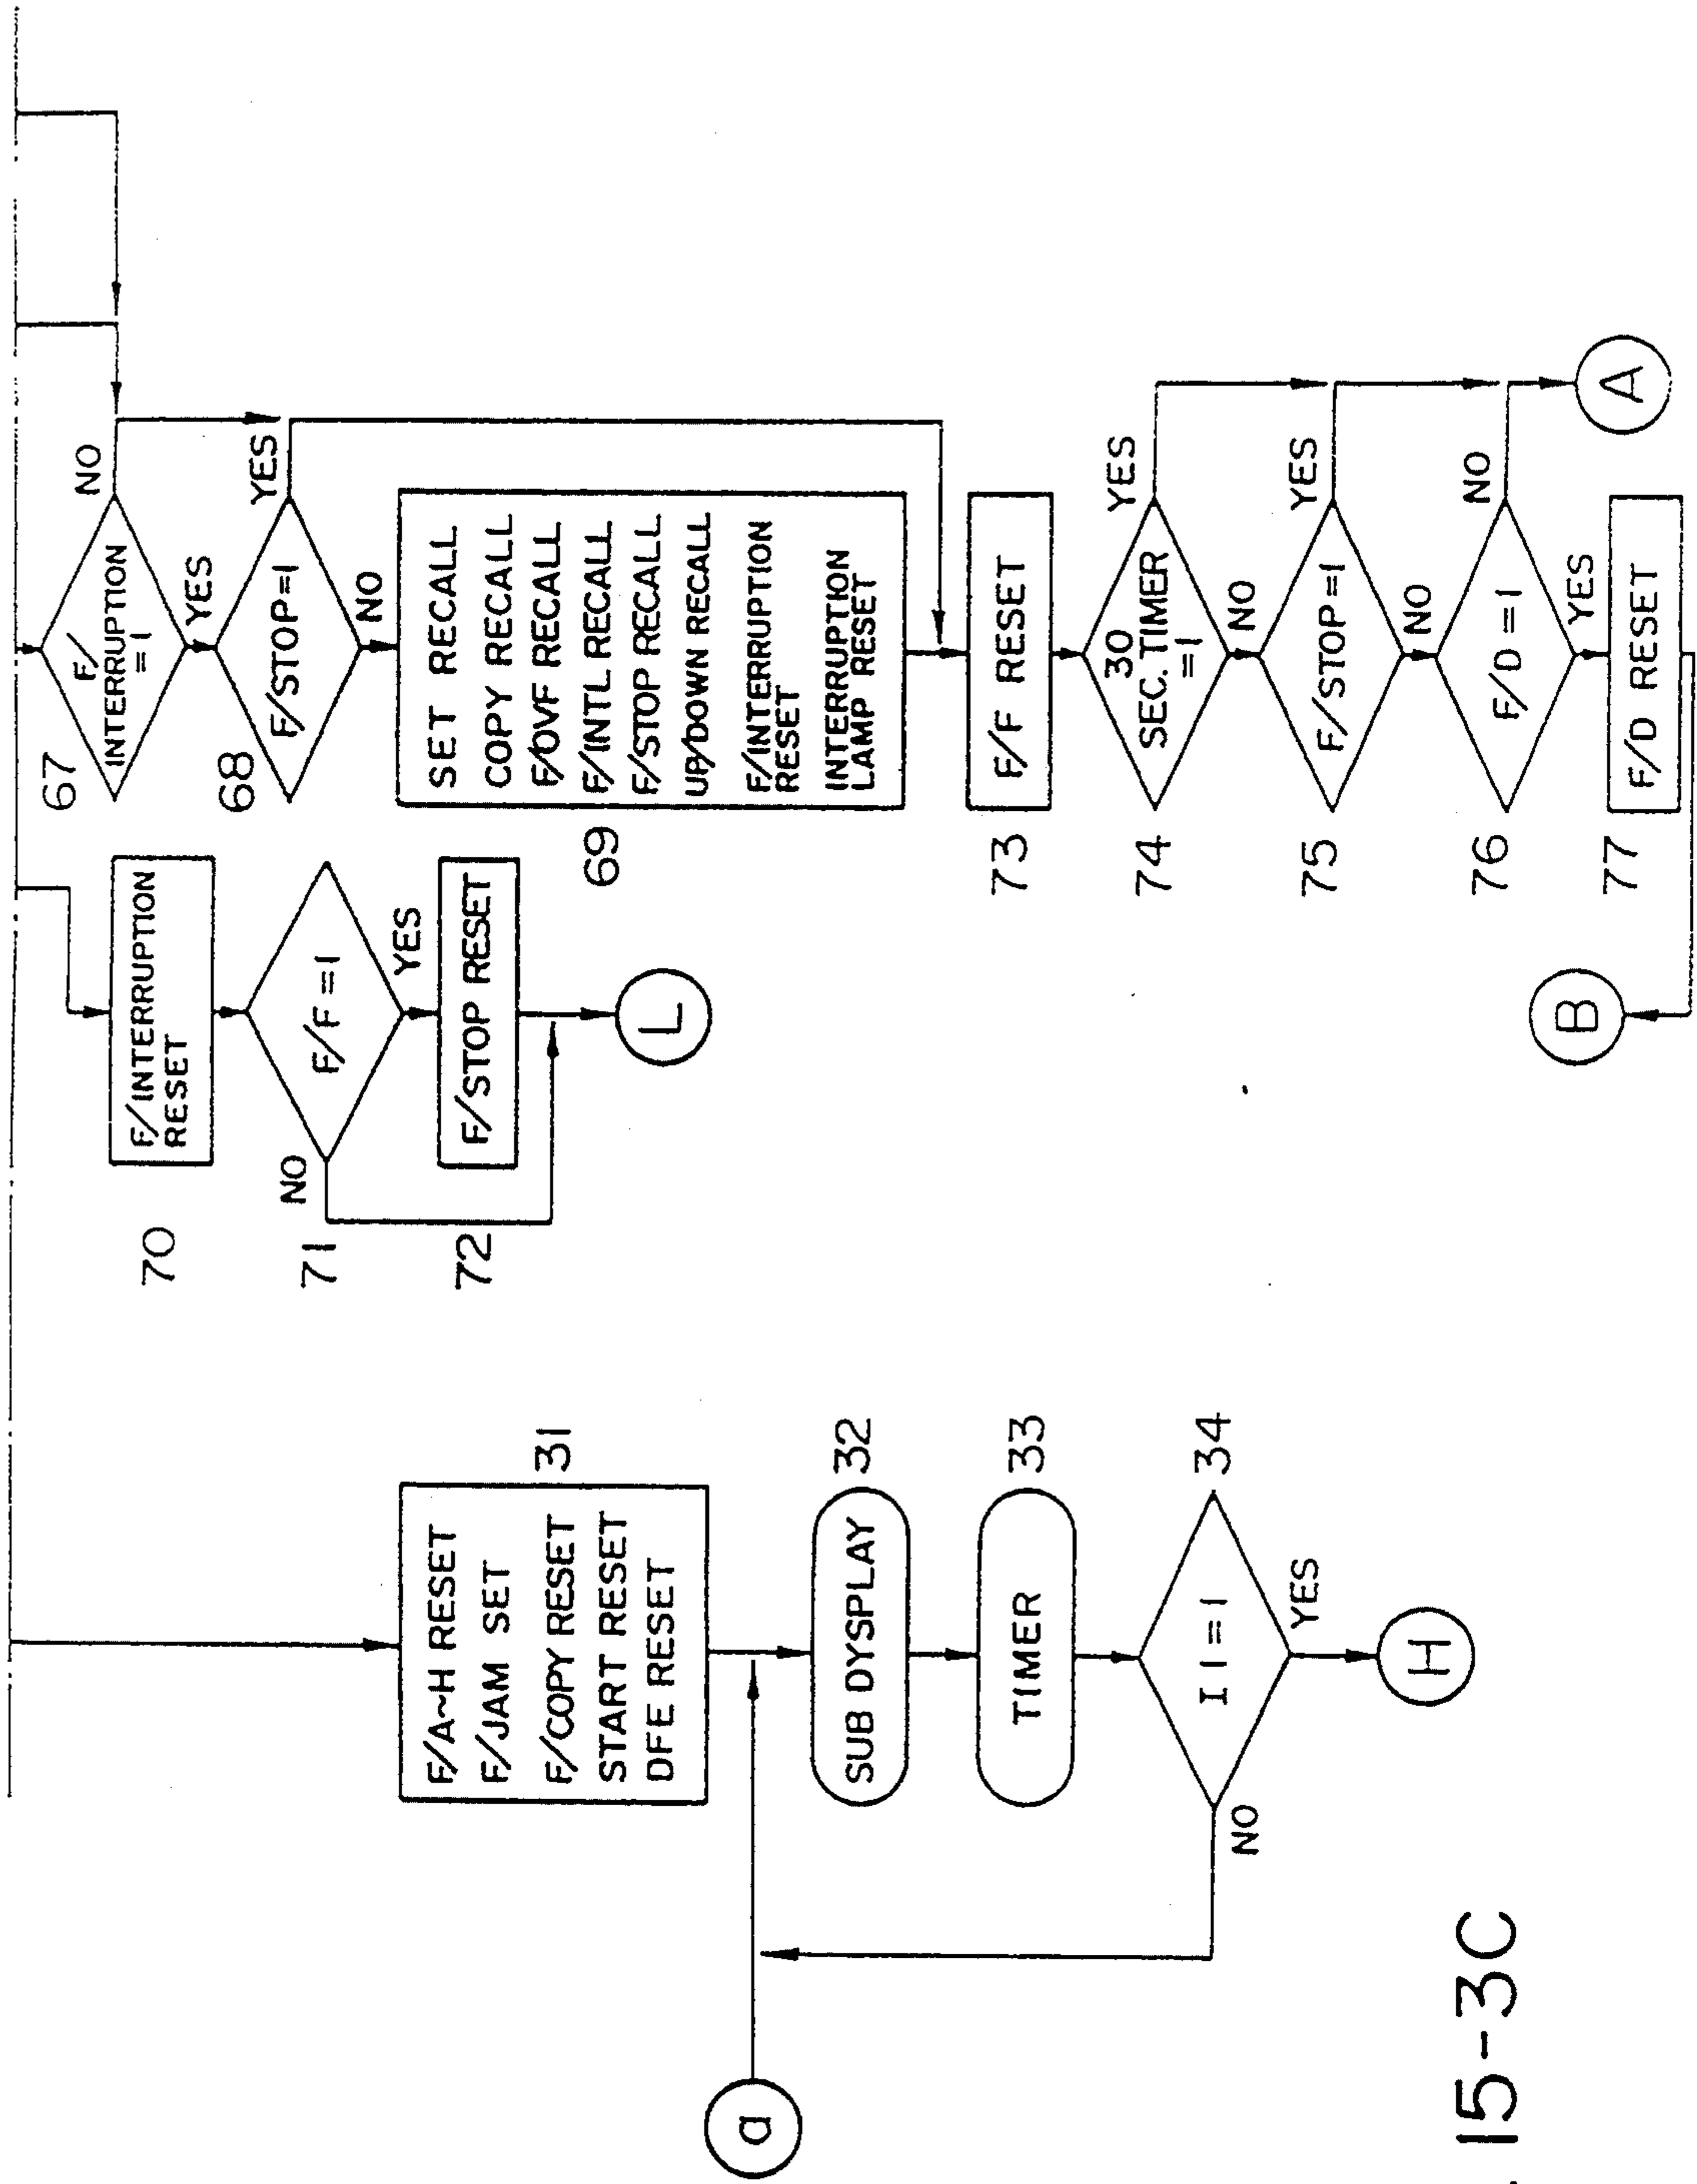 a
F/A~H RESET
F/JAM SET
F/COPY RESET
START RESET
DFE RESET
31
SUB DYSPLAY
32
TIMER
33
I I = 1
34
NO
YES
H
70
F/INTERRUPTION
RESET
71
F/F = 1
NO
YES
72
F/STOP RESET
L
67
F/
INTERRUPTION
= 1
NO
YES
68
F/STOP=1
YES
NO
69
SET RECALL
COPY RECALL
F/OVF RECALL
F/INTL RECALL
F/STOP RECALL
UP/DOWN RECALL
F/INTERRUPTION
RESET
INTERRUPTION
LAMP RESET
73
F/F RESET
74
30
SEC. TIMER
=1
YES
NO
75
F/STOP=1
YES
NO
76
F/D = 1
NO
YES
77
F/D RESET
A
B
15-3C